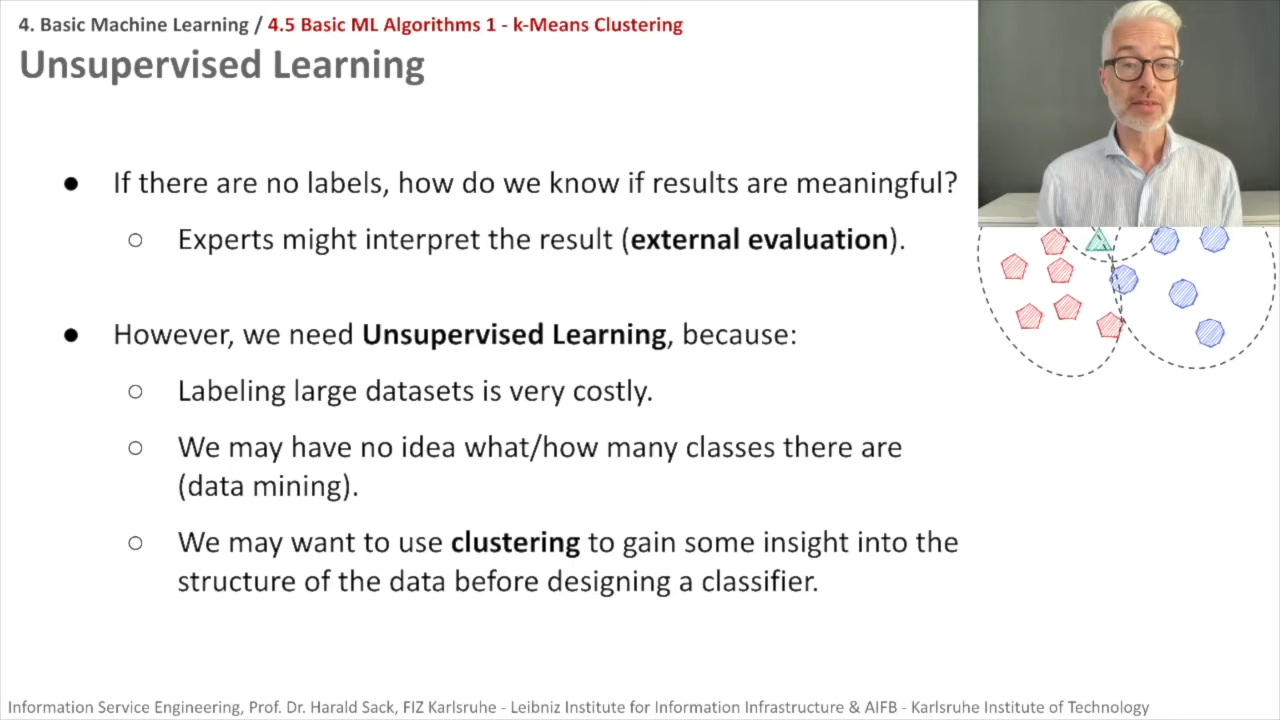 4. Basic Machine Learning / 4.5 Basic ML Algorithms 1 - k-Means Clustering
Unsupervised Learning
● If there are no labels, how do we know if results are meaningful?
○ Experts might interpret the result (external evaluation).
● However, we need Unsupervised Learning, because:
○ Labeling large datasets is very costly.
○ We may have no idea what/how many classes there are
(data mining).
○ We may want to use clustering to gain some insight into the
structure of the data before designing a classifier.
Information Service Engineering, Prof. Dr. Harald Sack, FIZ Karlsruhe - Leibniz Institute for Information Infrastructure & AIFB - Karlsruhe Institute of Technology